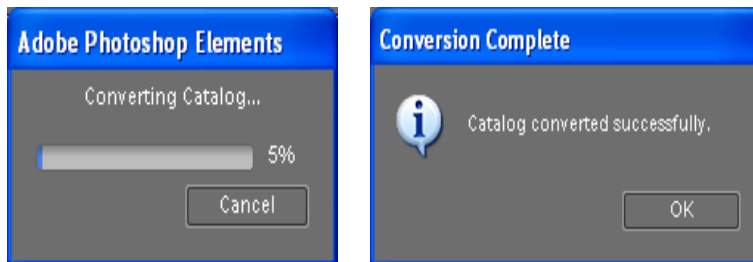 Adobe Photoshop Elements
Converting Catalog...
5%
Cancel
Conversion Complete
Catalog converted successfully.
OK